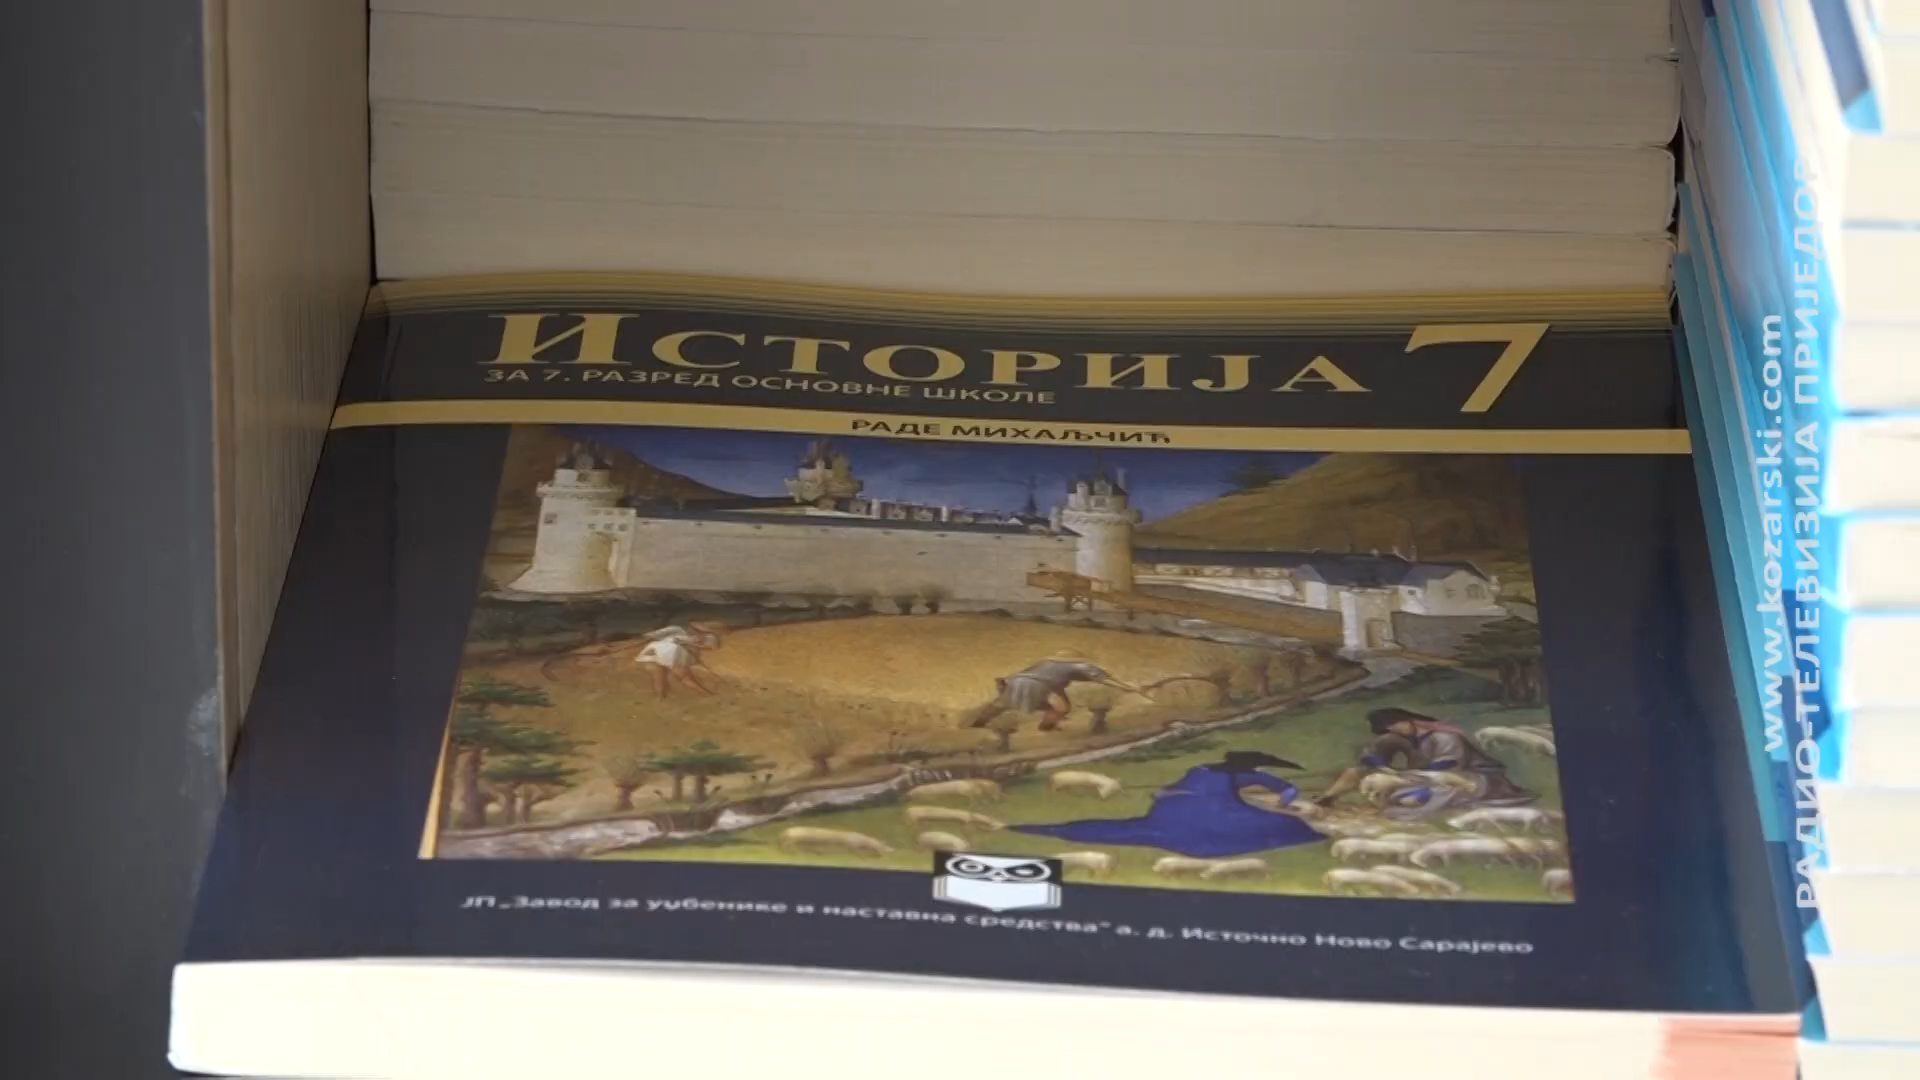 ИСТОРИЈА 7
ЗА 7. РАЗРЕД ОСНОВНЕ ШКОЛЕ
РАДЕ МИХАЉЧИЋ
ЈП „Завод за уџбенике и наставна средства" а. д. Источно Ново Сарајево
www.kozarski.com
РАДИО-ТЕЛЕВИЗИЈА ПРИЈЕДОР